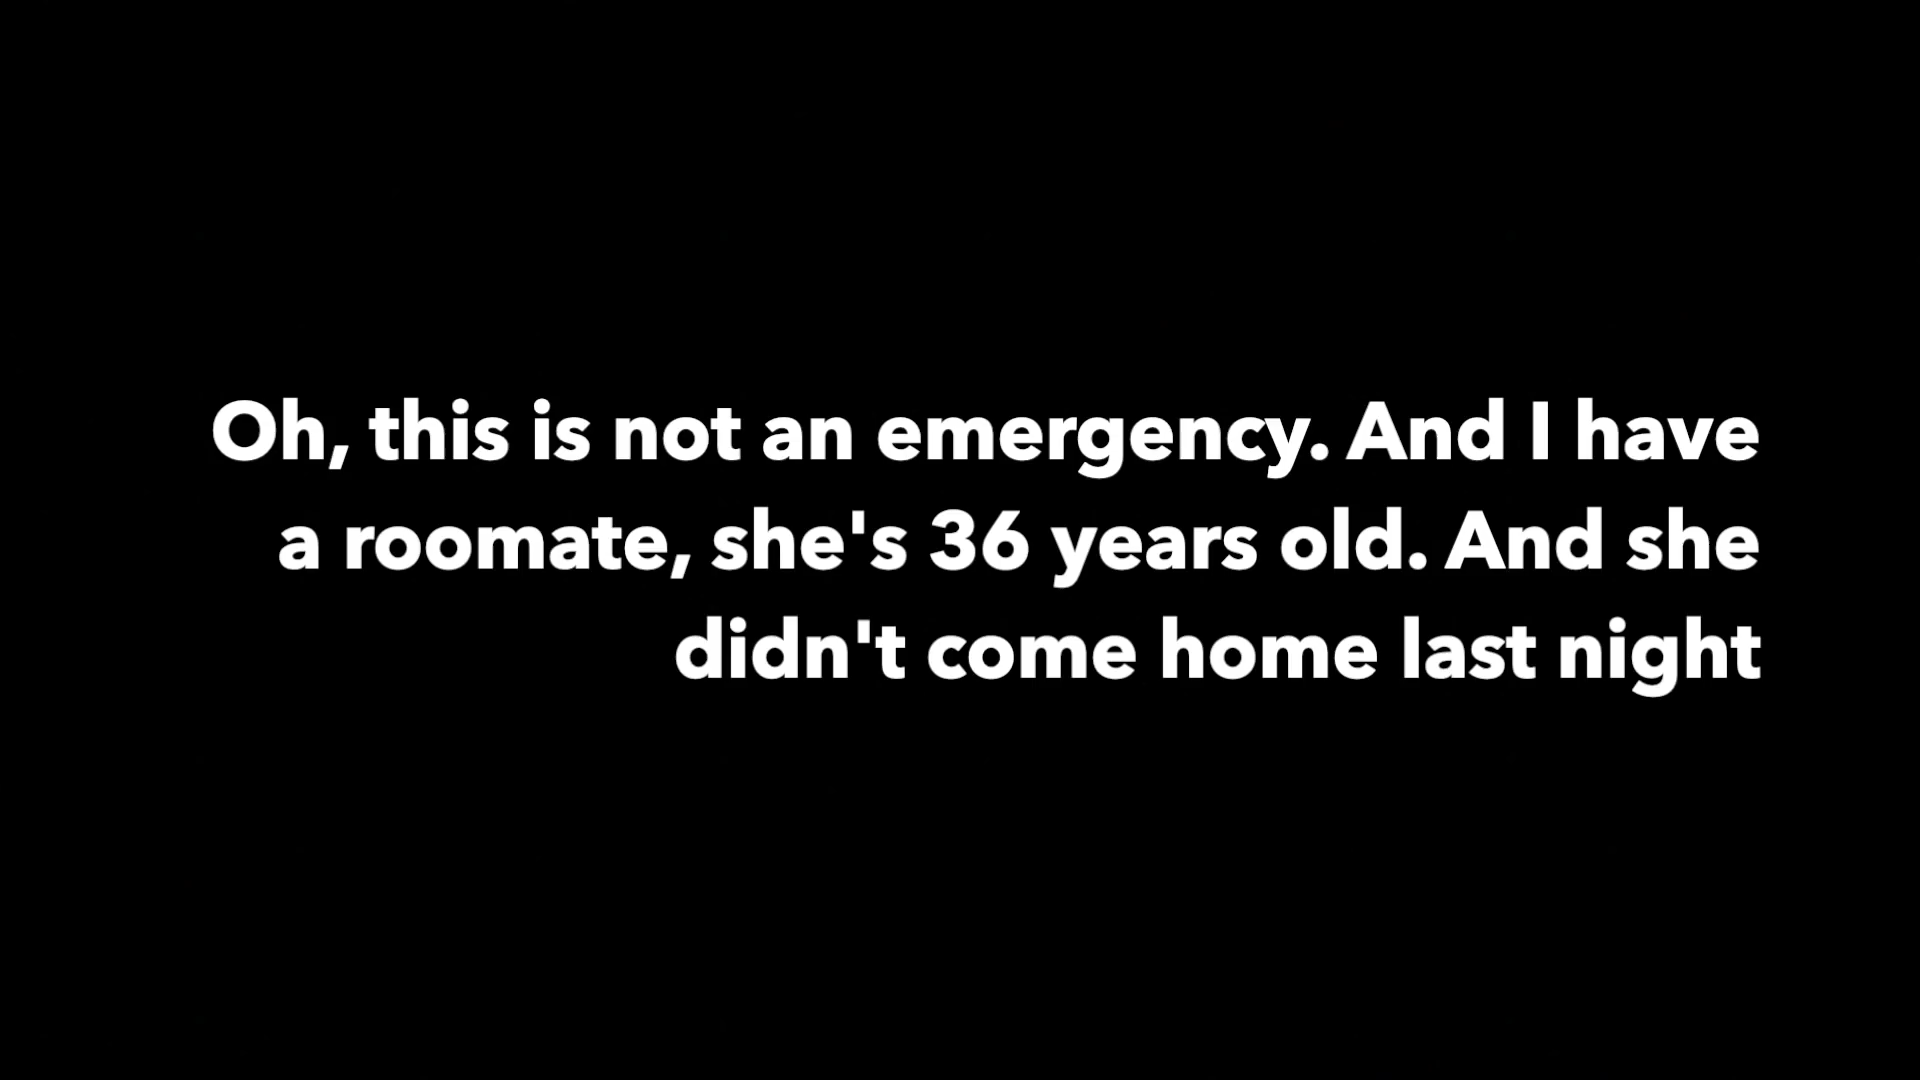 Oh, this is not an emergency. And I have
a roomate, she's 36 years old. And she
didn't come home last night